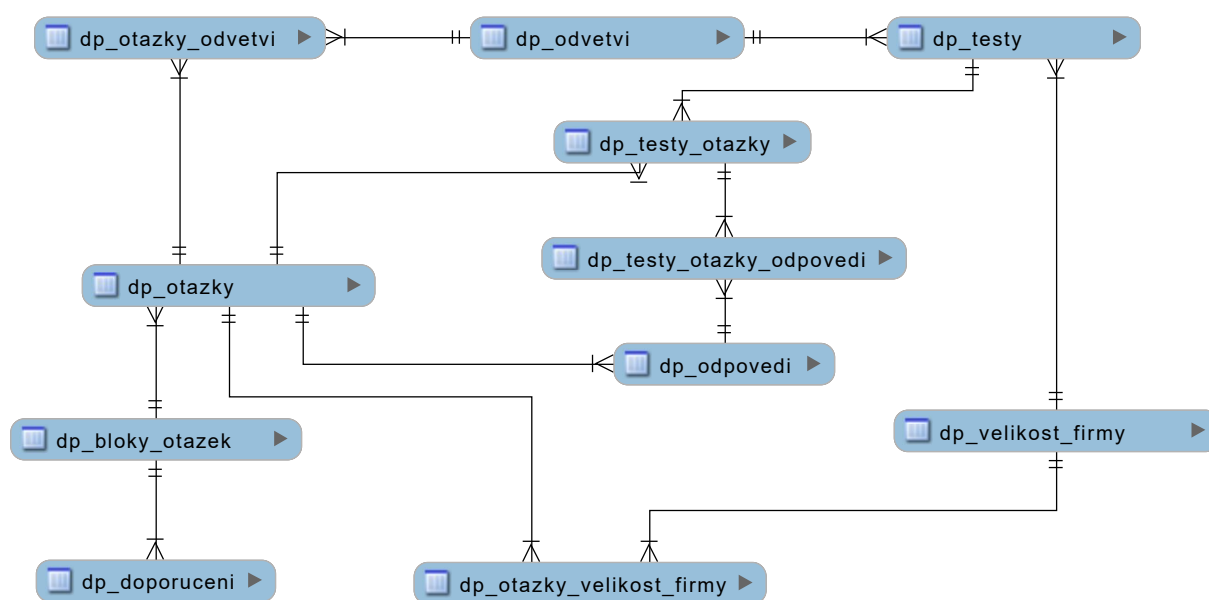 dp_otazky_odvetvi
dp_odvetvi
dp_testy
dp_testy_otazky
dp_testy_otazky_odpovedi
dp_otazky
dp_odpovedi
dp_bloky_otazek
dp_velikost_firmy
dp_doporuceni
dp_otazky_velikost_firmy